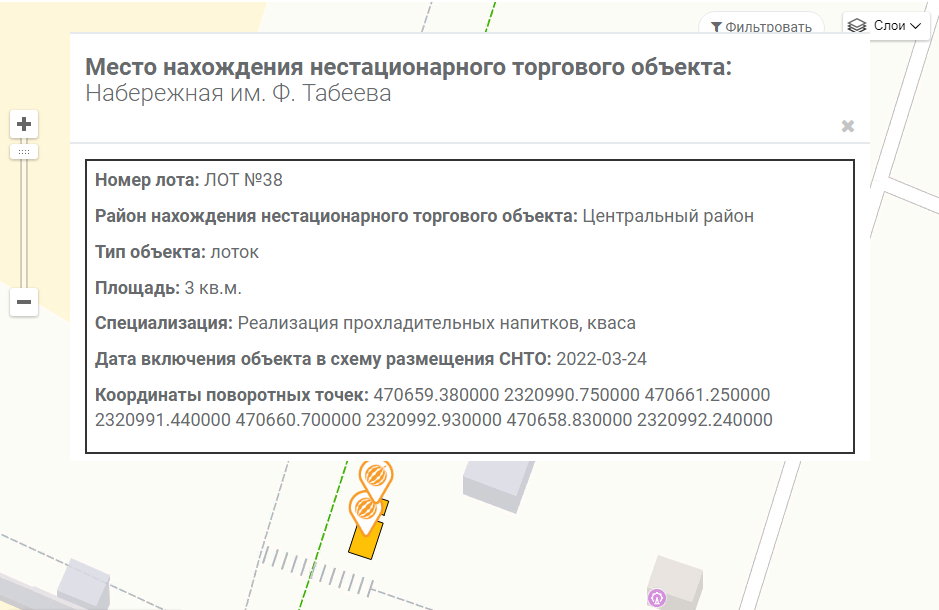 Фильтровать
Слои
Место нахождения нестационарного торгового объекта:
Набережная им. Ф. Табеева
Номер лота: ЛОТ №38
Район нахождения нестационарного торгового объекта: Центральный район
Тип объекта: лоток
Площадь: 3 кв.м.
Специализация: Реализация прохладительных напитков, кваса
Дата включения объекта в схему размещения СНТО: 2022-03-24
Координаты поворотных точек: 470659.380000 2320990.750000 470661.250000
2320991.440000 470660.700000 2320992.930000 470658.830000 2320992.240000